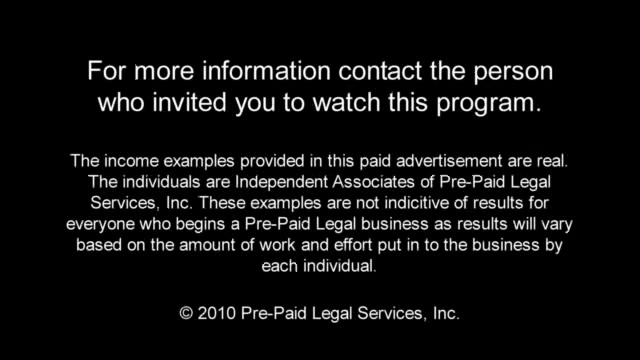 For more information contact the person
who invited you to watch this program.
The income examples provided in this paid advertisement are real.
The individuals are Independent Associates of Pre-Paid Legal
Services, Inc. These examples are not indicitive of results for
everyone who begins a Pre-Paid Legal business as results will vary
based on the amount of work and effort put in to the business by
each individual.
© 2010 Pre-Paid Legal Services, Inc.